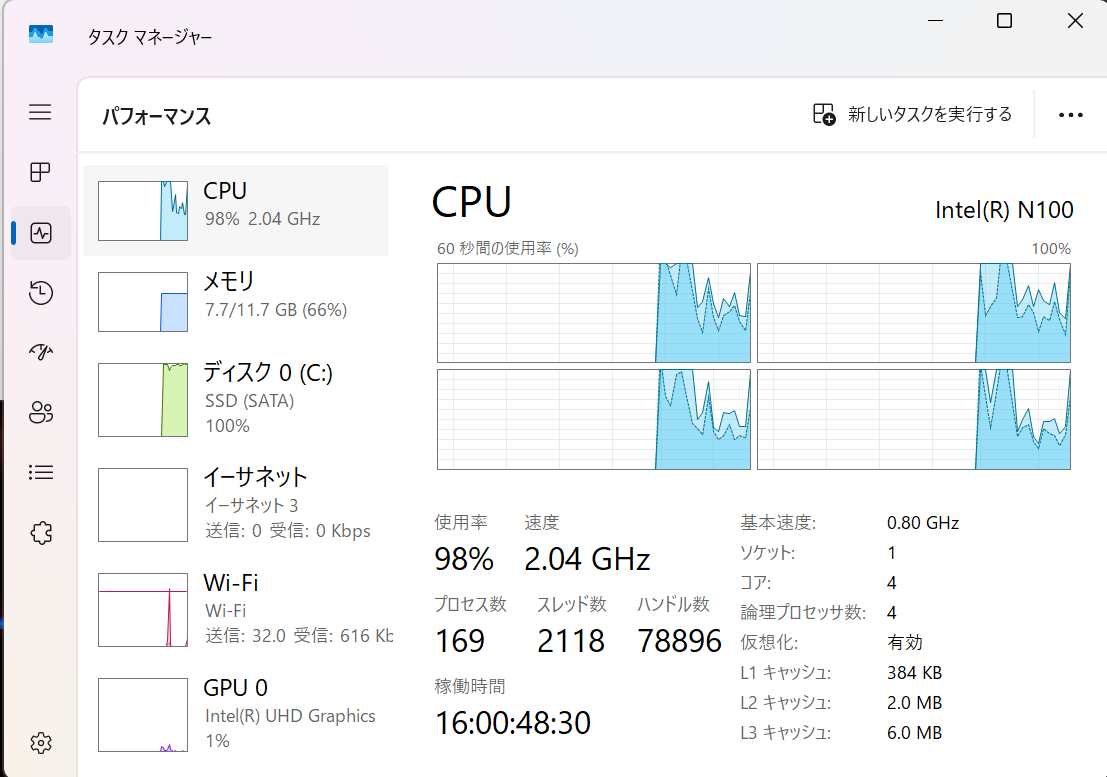 タスク マネージャー
パフォーマンス
新しいタスクを実行する
CPU
98% 2.04 GHz
メモリ
7.7/11.7 GB (66%)
ディスク 0 (C:)
SSD (SATA)
100%
イーサネット
イーサネット 3
送信: 0 受信: 0 Kbps
Wi-Fi
Wi-Fi
送信: 32.0 受信: 616 Kb
GPU 0
Intel(R) UHD Graphics
1%
CPU
Intel(R) N100
60 秒間の使用率 (%)
100%
使用率 速度
98% 2.04 GHz
プロセス数 スレッド数 ハンドル数
169 2118 78896
稼働時間
16:00:48:30
基本速度: 0.80 GHz
ソケット: 1
コア: 4
論理プロセッサ数: 4
仮想化: 有効
L1 キャッシュ: 384 KB
L2 キャッシュ: 2.0 MB
L3 キャッシュ: 6.0 MB